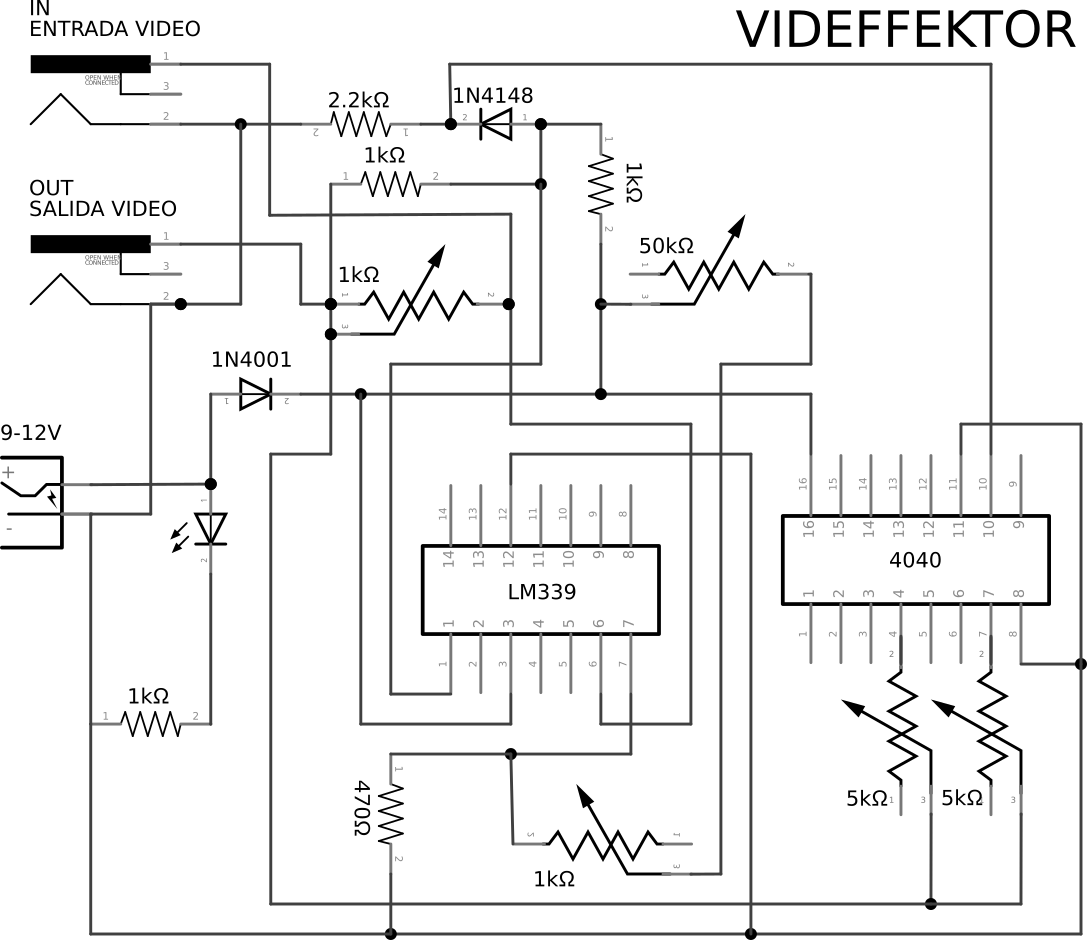 IN
ENTRADA VIDEO
VIDEFFEKTOR
1
OPEN WHEN
CONNECTED
3
2
2.2kΩ
2
1
1N4148
2
1
1kΩ
1
2
1
1kΩ
2
OUT
SALIDA VIDEO
1
OPEN WHEN
CONNECTED
3
2
1kΩ
1
2
3
50kΩ
1
2
3
1N4001
1
2
9-12V
+
-
1
2
1kΩ
1
2
14 13 12 11 10 9 8
14 13 12 11 10 9 8
LM339
1 2 3 4 5 6 7
1 2 3 4 5 6 7
16 15 14 13 12 11 10 9
16 15 14 13 12 11 10 9
4040
1 2 3 4 5 6 7 8
1 2 3 4 5 6 7 8
2
2
5kΩ
1
3
5kΩ
1
3
1
470Ω
2
2
1
1kΩ
3